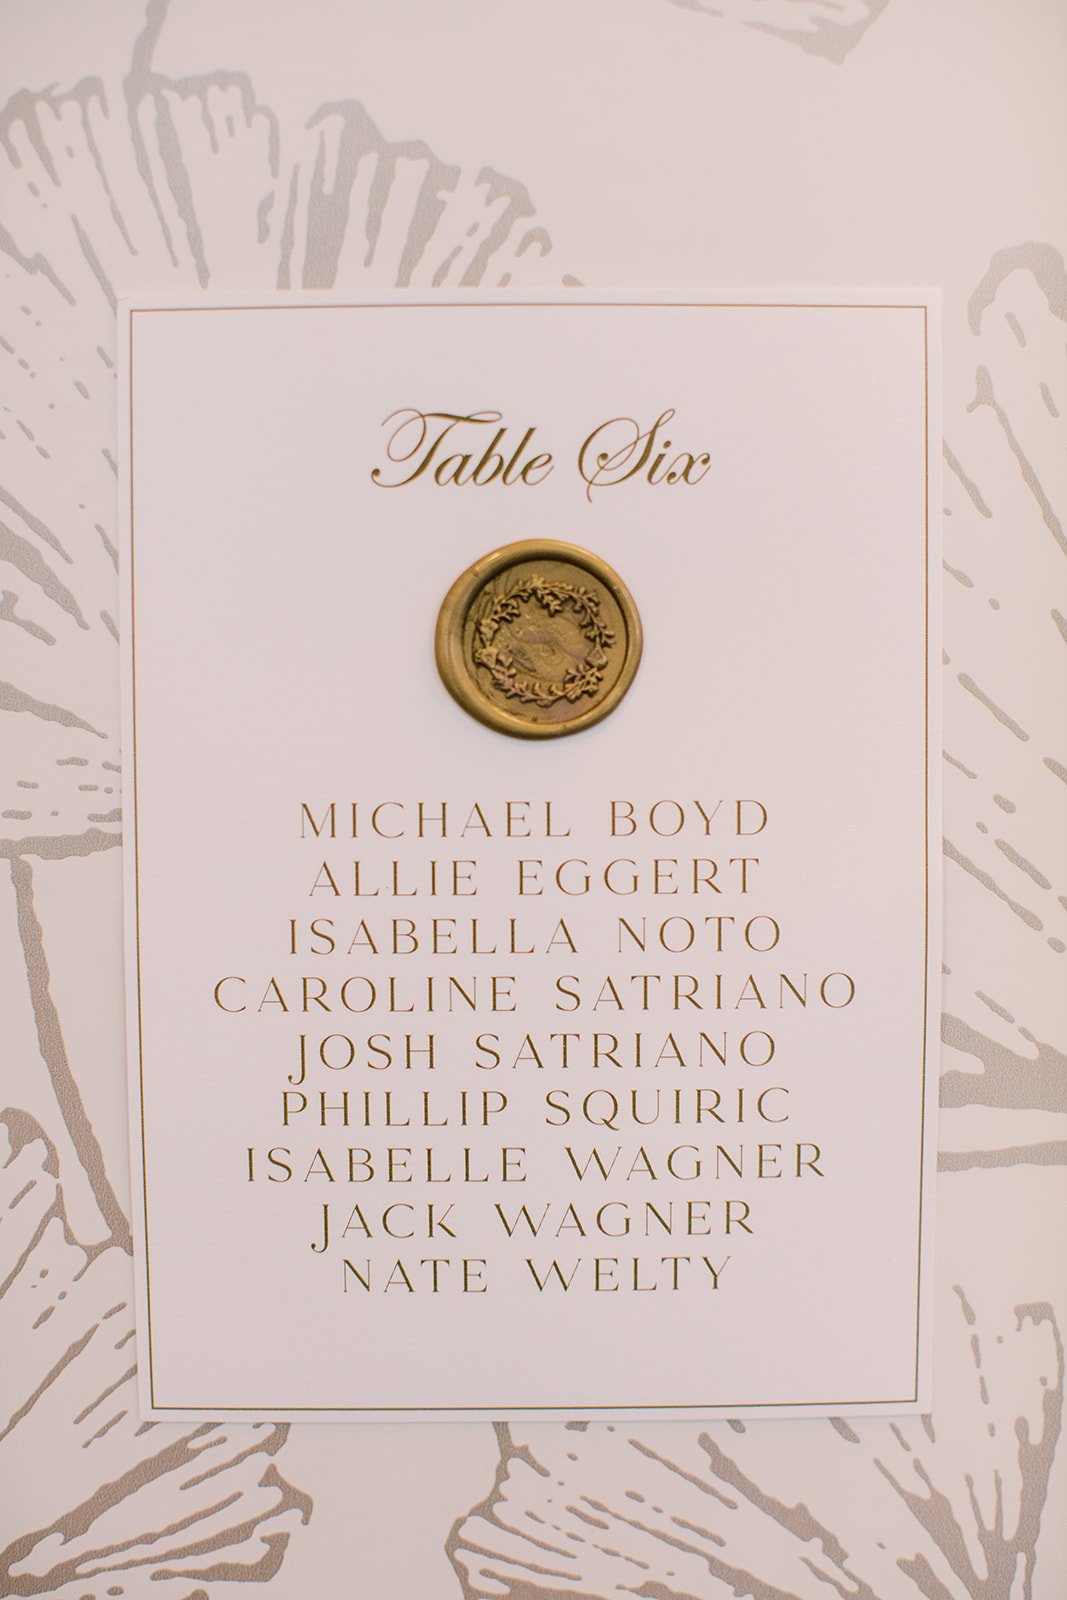 Table Six
MICHAEL BOYD
ALLIE EGGERT
ISABELLA NOTO
CAROLINE SATRIANO
JOSH SATRIANO
PHILLIP SQUIRIC
ISABELLE WAGNER
JACK WAGNER
NATE WELTY